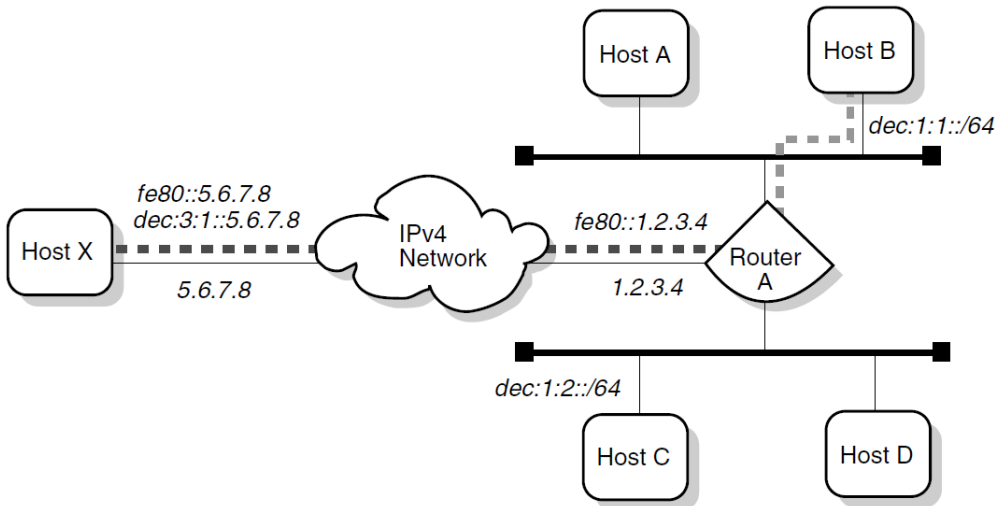 Host A
Host B
dec:1:1::/64
fe80::5.6.7.8
dec:3:1::5.6.7.8
Host X
5.6.7.8
IPv4
Network
fe80::1.2.3.4
1.2.3.4
Router
A
dec:1:2::/64
Host C
Host D